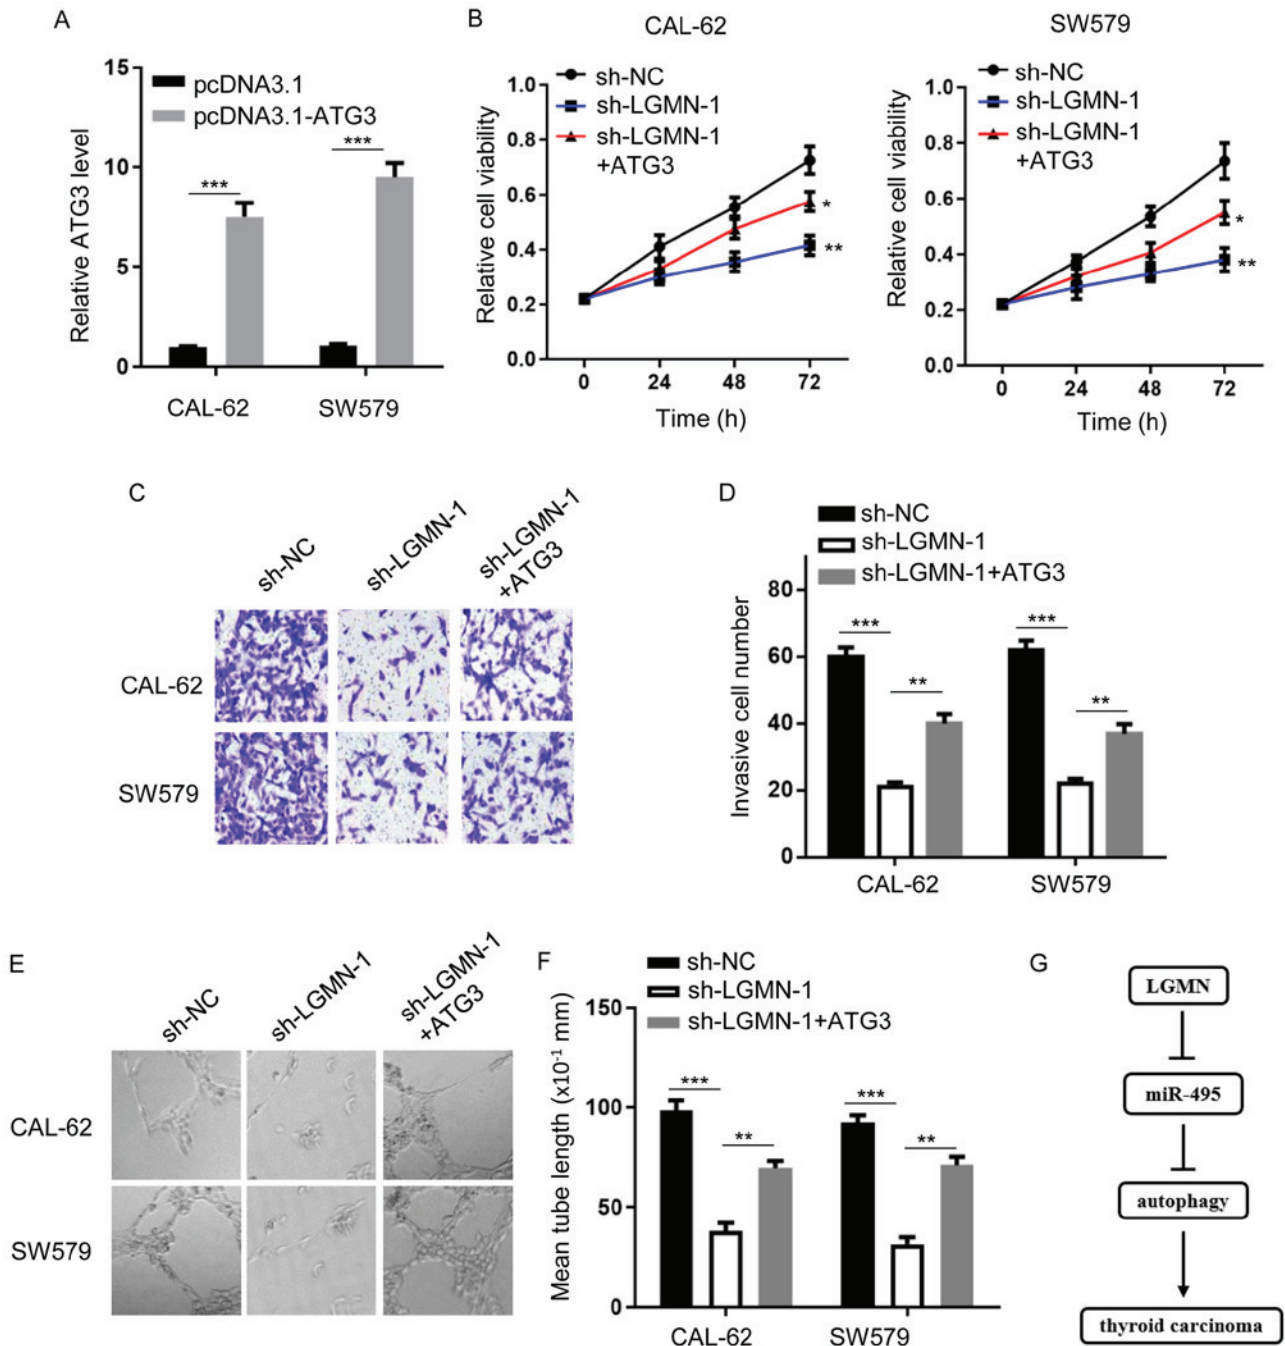 A
pcDNA3.1
pcDNA3.1-ATG3
***
***
Relative ATG3 level
15
10
5
0
CAL-62
SW579
B
CAL-62
sh-NC
sh-LGMN-1
sh-LGMN-1
+ATG3
Relative cell viability
1.0
0.8
0.6
0.4
0.2
0.0
*
**
0 24 48 72
Time (h)
SW579
sh-NC
sh-LGMN-1
sh-LGMN-1
+ATG3
Relative cell viability
1.0
0.8
0.6
0.4
0.2
0.0
*
**
0 24 48 72
Time (h)
C
sh-NC
sh-LGMN-1
sh-LGMN-1
+ATG3
CAL-62
SW579
D
sh-NC
sh-LGMN-1
sh-LGMN-1+ATG3
Invasive cell number
80
60
40
20
0
***
**
***
**
CAL-62
SW579
E
sh-NC
sh-LGMN-1
sh-LGMN-1
+ATG3
CAL-62
SW579
F
sh-NC
sh-LGMN-1
sh-LGMN-1+ATG3
Mean tube length (x10⁻¹ mm)
150
100
50
0
***
**
***
**
CAL-62
SW579
G
LGMN
miR-495
autophagy
thyroid carcinoma